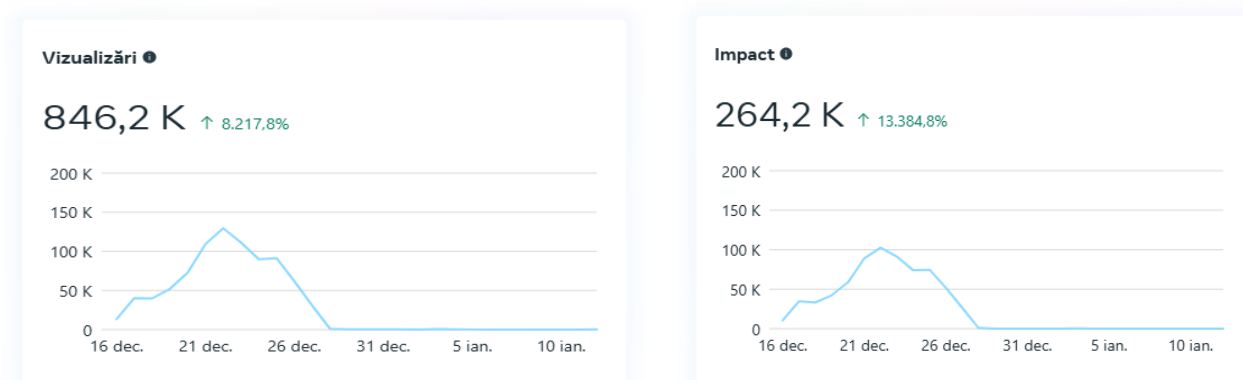 Vizualizări
846,2 K ↑ 8.217,8%
200 K
150 K
100 K
50 K
0
16 dec. 21 dec. 26 dec. 31 dec. 5 ian. 10 ian.
Impact
264,2 K ↑ 13.384,8%
200 K
150 K
100 K
50 K
0
16 dec. 21 dec. 26 dec. 31 dec. 5 ian. 10 ian.